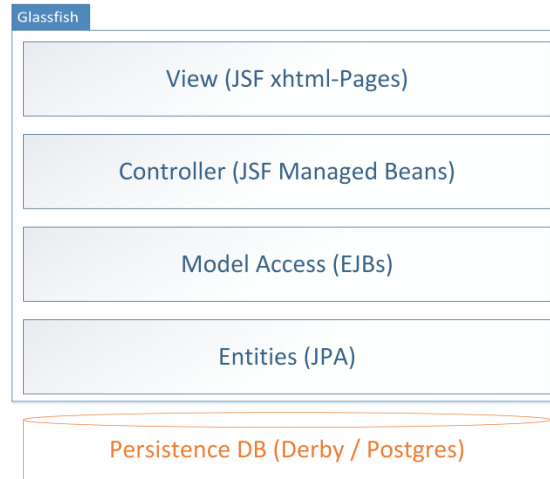 Glassfish
View (JSF xhtml-Pages)
Controller (JSF Managed Beans)
Model Access (EJBs)
Entities (JPA)
Persistence DB (Derby / Postgres)